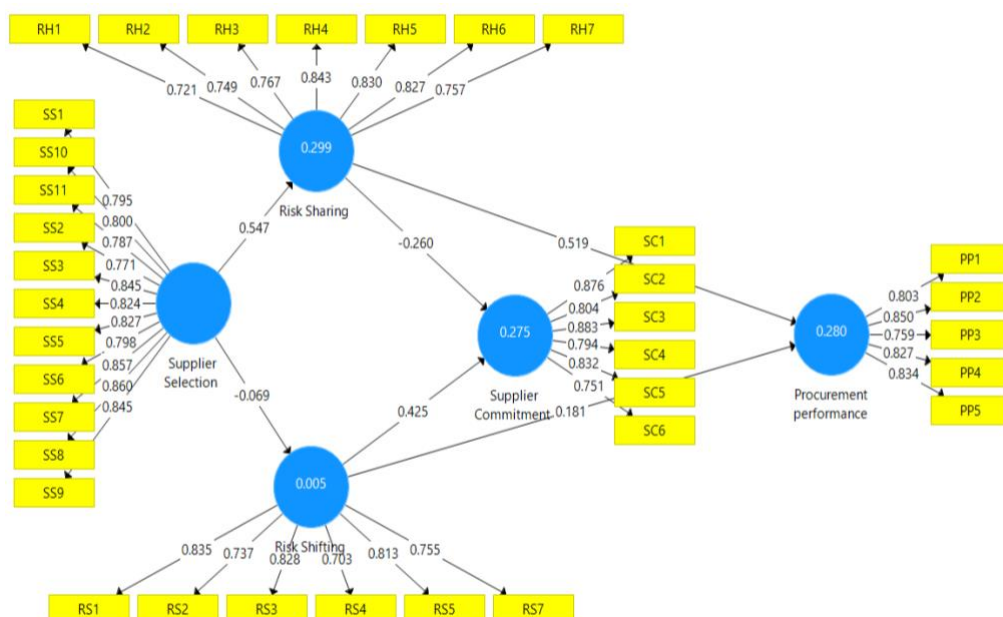 RH1 RH2 RH3 RH4 RH5 RH6 RH7
0.721 0.749 0.767 0.843 0.830 0.827 0.757
0.299
Risk Sharing
SS1
SS10
SS11
SS2
SS3
SS4
SS5
SS6
SS7
SS8
SS9
0.795
0.800
0.787
0.771
0.845
0.824
0.827
0.798
0.857
0.860
0.845
Supplier
Selection
0.547
-0.069
-0.260
0.519
0.425
0.181
0.275
Supplier
Commitment
0.876
0.804
0.883
0.794
0.832
0.751
SC1
SC2
SC3
SC4
SC5
SC6
0.280
Procurement
performance
0.803
0.850
0.759
0.827
0.834
PP1
PP2
PP3
PP4
PP5
0.005
Risk Shifting
0.835 0.737 0.828 0.703 0.813 0.755
RS1 RS2 RS3 RS4 RS5 RS7